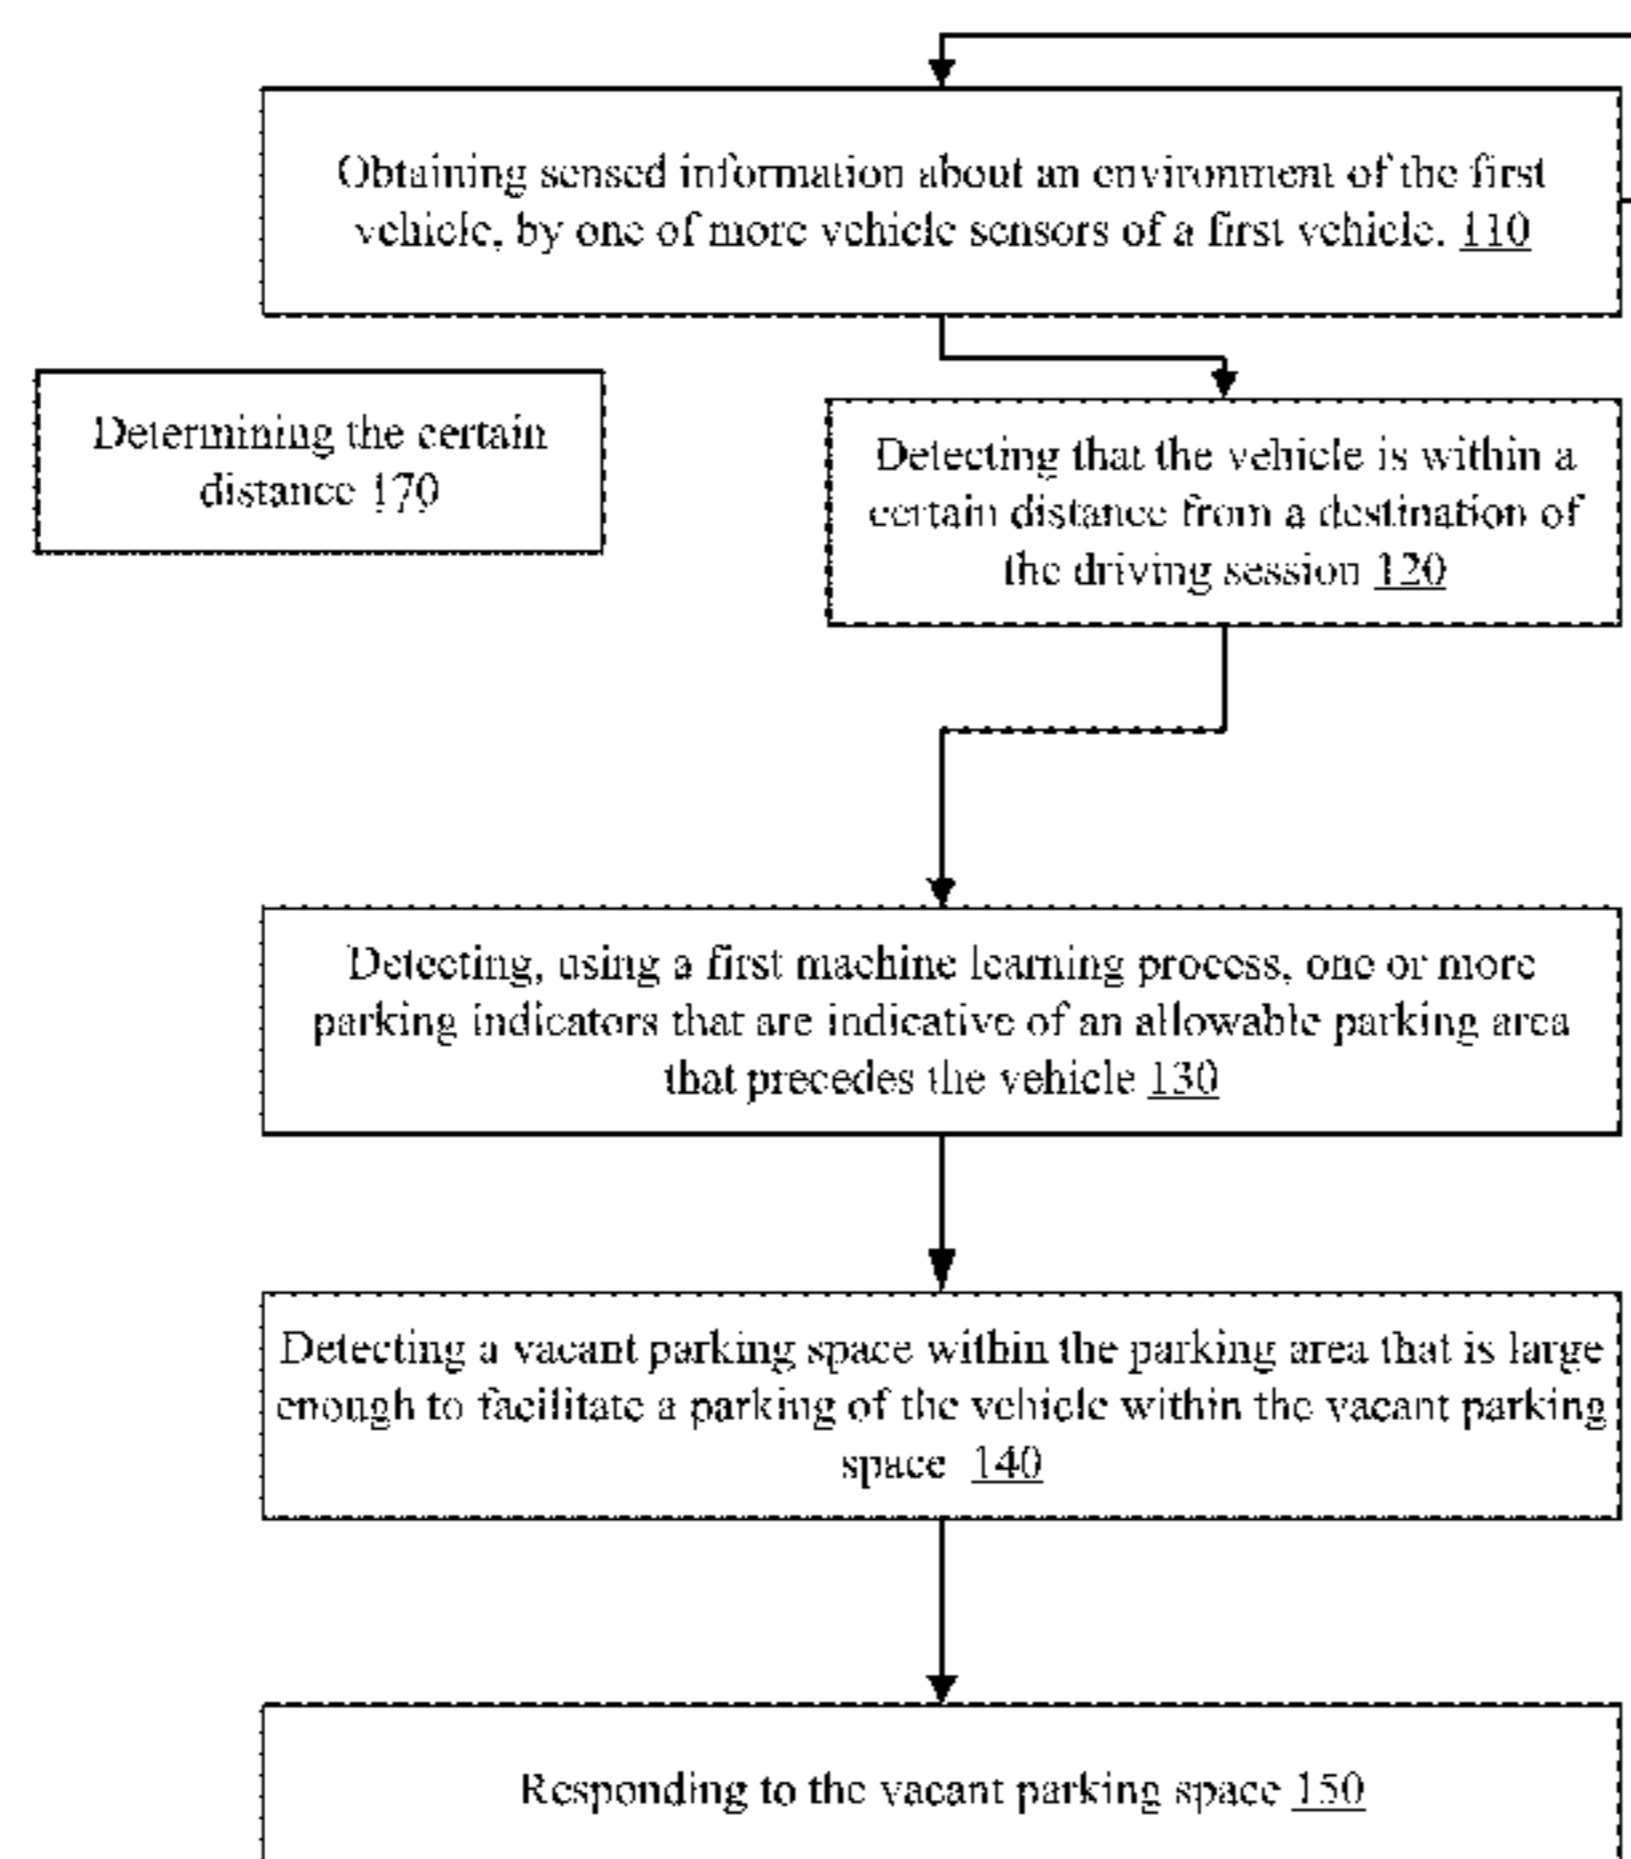 Obtaining sensed information about an environment of the first
vehicle, by one of more vehicle sensors of a first vehicle. 110
Determining the certain
distance 170
Detecting that the vehicle is within a
certain distance from a destination of
the driving session 120
Detecting, using a first machine learning process, one or more
parking indicators that are indicative of an allowable parking area
that precedes the vehicle 130
Detecting a vacant parking space within the parking area that is large
enough to facilitate a parking of the vehicle within the vacant parking
space 140
Responding to the vacant parking space 150